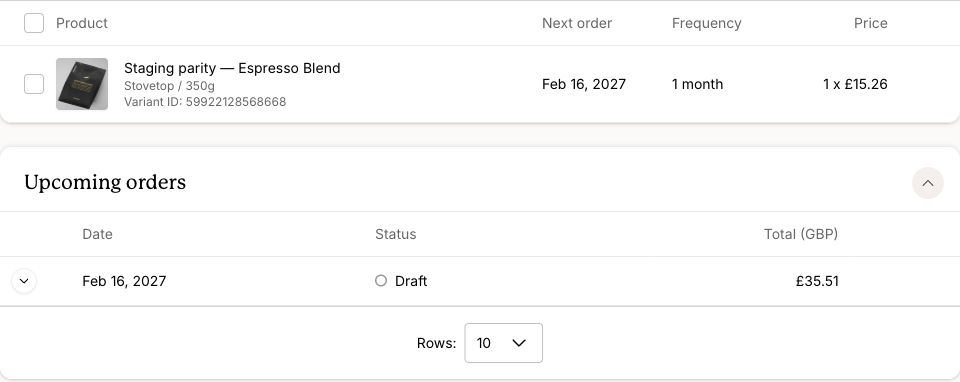 Product Next order Frequency Price
Staging parity — Espresso Blend
Stovetop / 350g
Variant ID: 59922128568668
Feb 16, 2027 1 month 1 x £15.26
Upcoming orders
Date Status Total (GBP)
Feb 16, 2027 Draft £35.51
Rows: 10